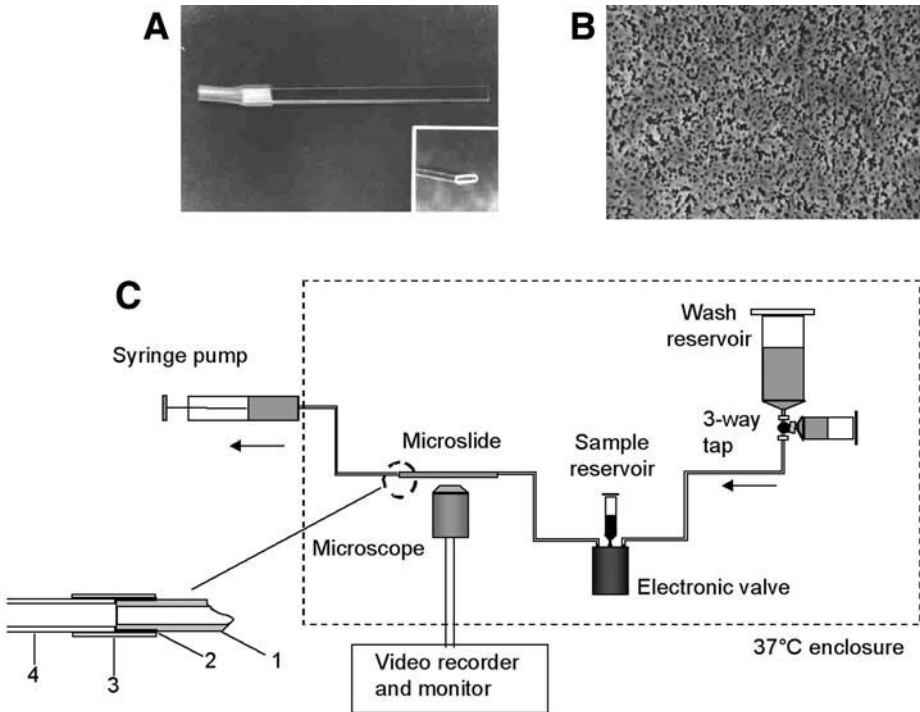 A
B
C
Wash
reservoir
Syringe pump
3-way
tap
Microslide
Sample
reservoir
Microscope
Electronic valve
4
3
2
1
Video recorder
and monitor
37°C enclosure